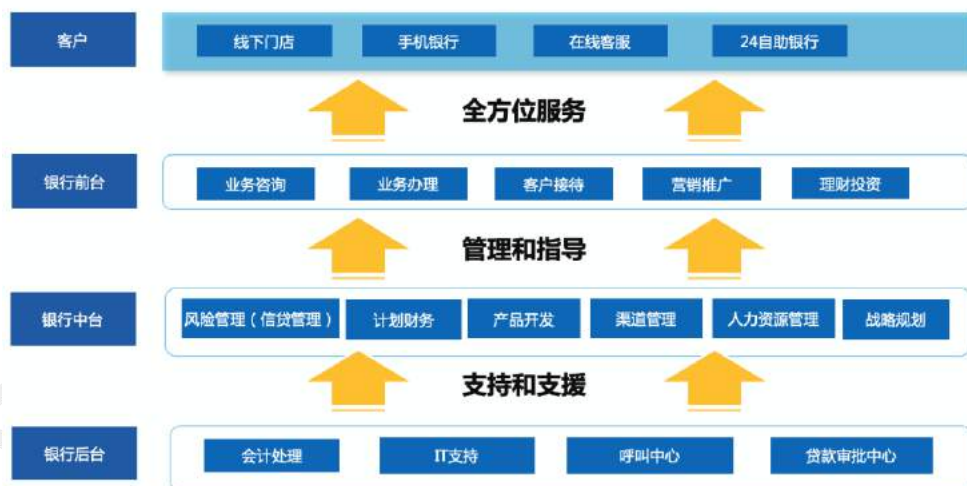 客户
线下门店 手机银行 在线客服 24自助银行
全方位服务
银行前台
业务咨询 业务办理 客户接待 营销推广 理财投资
管理和指导
银行中台
风险管理（信贷管理） 计划财务 产品开发 渠道管理 人力资源管理 战略规划
支持和支援
银行后台
会计处理 IT支持 呼叫中心 贷款审批中心